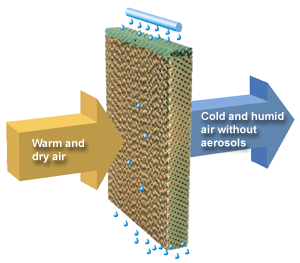 Warm and
dry air
Cold and humid
air without
aerosols